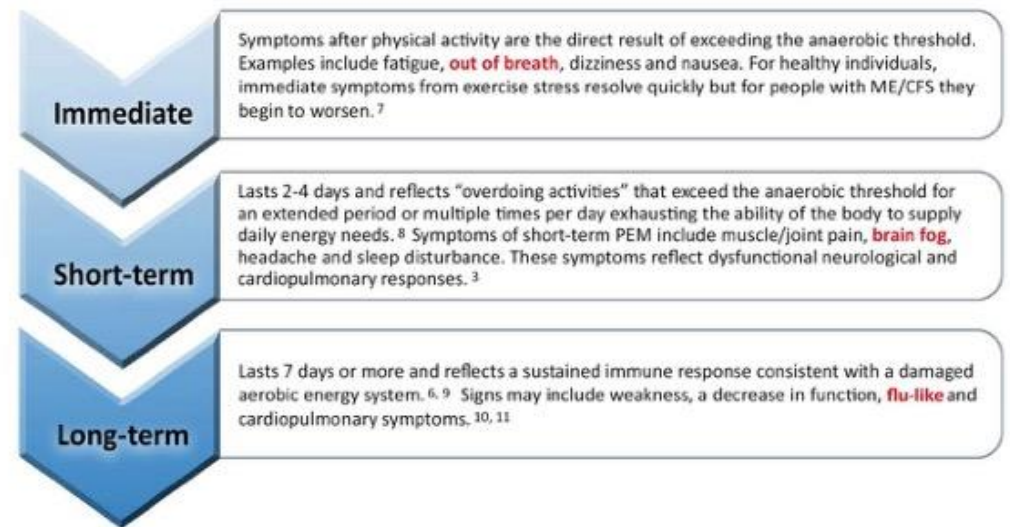 Immediate
Symptoms after physical activity are the direct result of exceeding the anaerobic threshold.
Examples include fatigue, out of breath, dizziness and nausea. For healthy individuals,
immediate symptoms from exercise stress resolve quickly but for people with ME/CFS they
begin to worsen. 7
Short-term
Lasts 2-4 days and reflects “overdoing activities” that exceed the anaerobic threshold for
an extended period or multiple times per day exhausting the ability of the body to supply
daily energy needs. 8 Symptoms of short-term PEM include muscle/joint pain, brain fog,
headache and sleep disturbance. These symptoms reflect dysfunctional neurological and
cardiopulmonary responses. 3
Long-term
Lasts 7 days or more and reflects a sustained immune response consistent with a damaged
aerobic energy system. 6, 9 Signs may include weakness, a decrease in function, flu-like and
cardiopulmonary symptoms. 10, 11